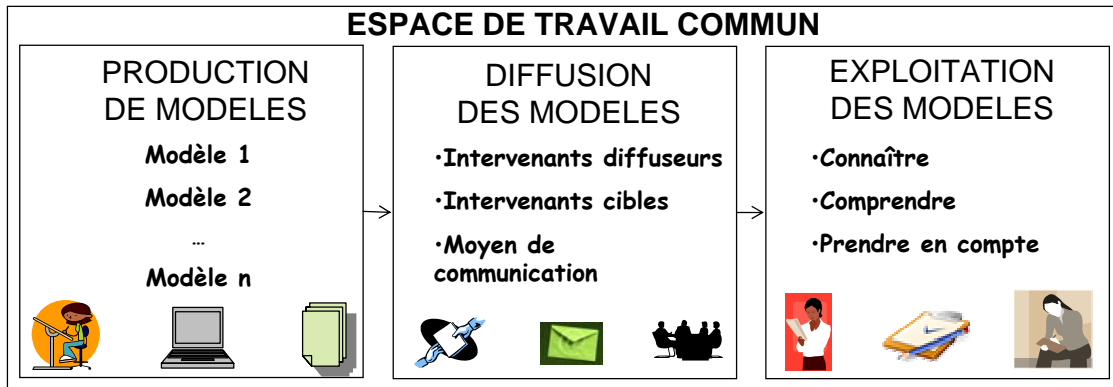 ESPACE DE TRAVAIL COMMUN
PRODUCTION
DE MODELES
Modèle 1
Modèle 2
...
Modèle n
DIFFUSION
DES MODELES
•Intervenants diffuseurs
•Intervenants cibles
•Moyen de
communication
EXPLOITATION
DES MODELES
•Connaître
•Comprendre
•Prendre en compte